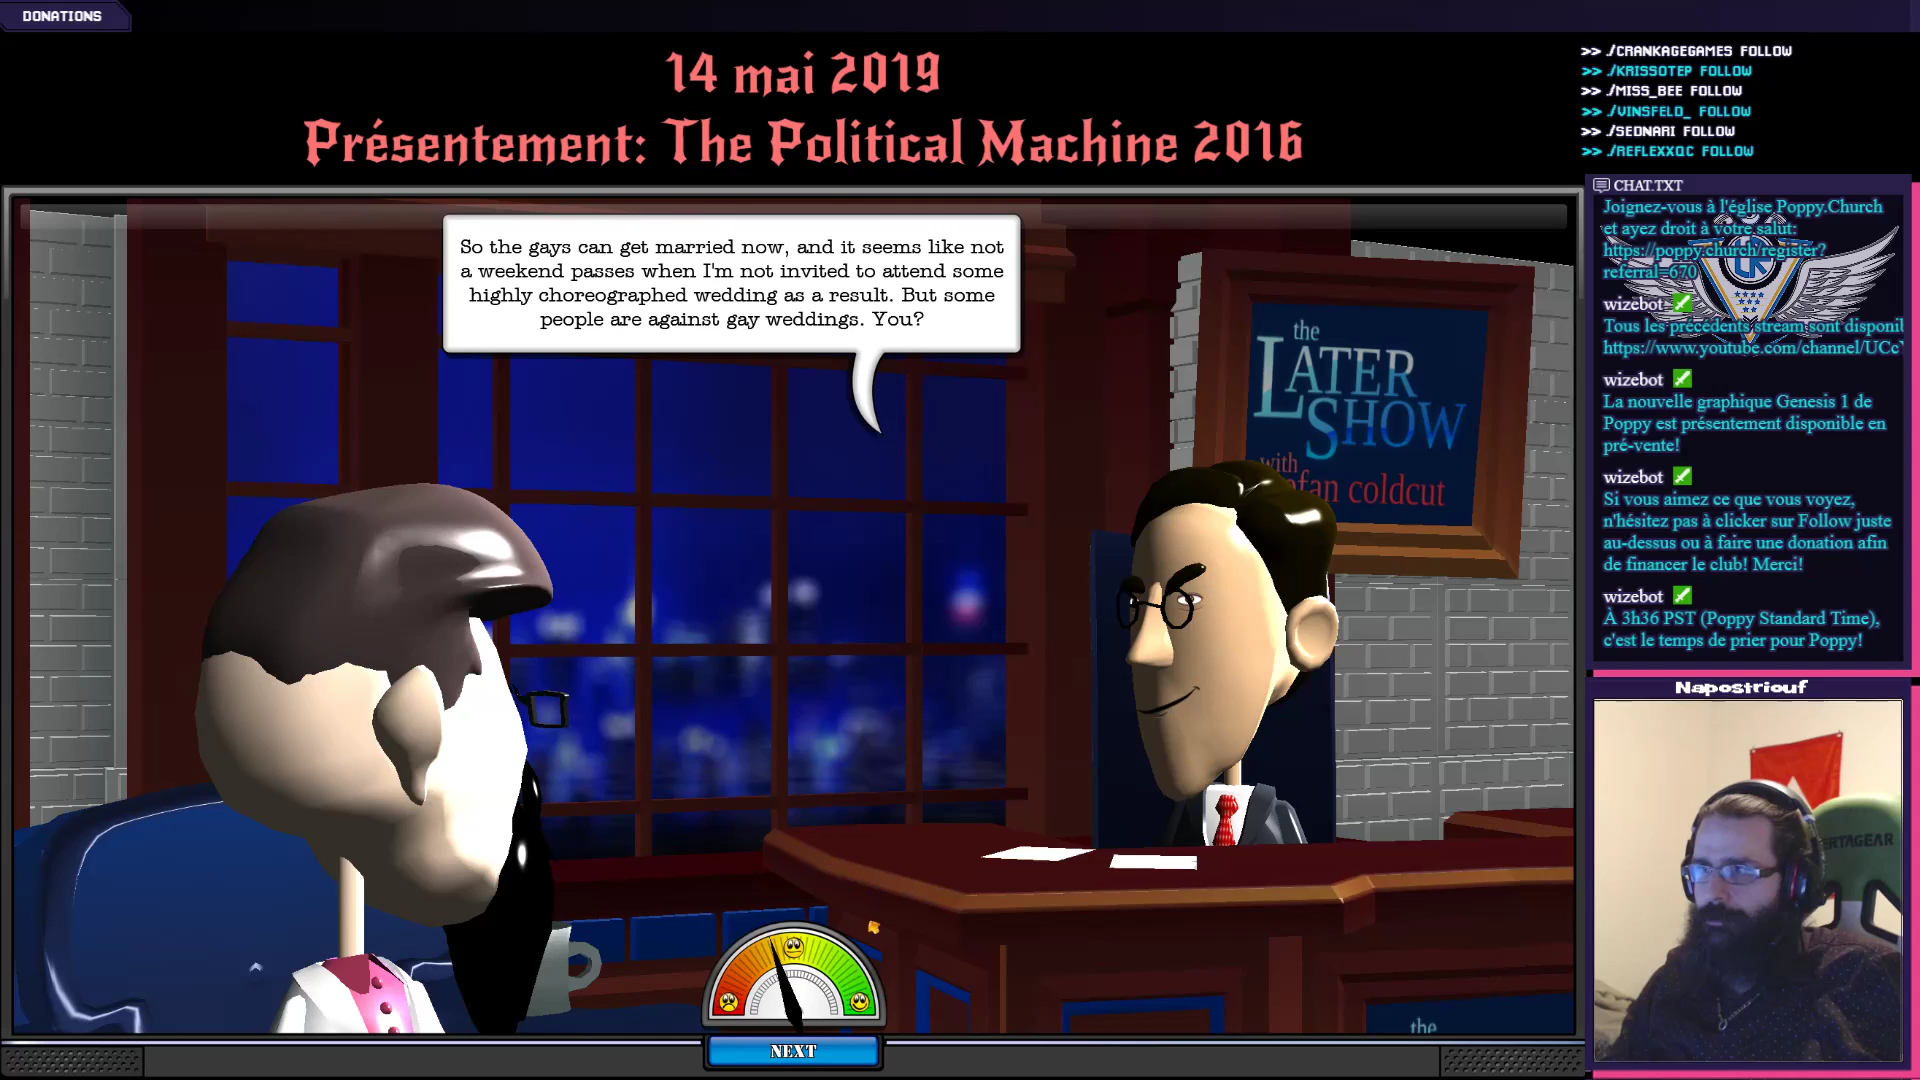 DONATIONS
14 mai 2019
Présentement: The Political Machine 2016
>> ./CRANKAGEGAMES FOLLOW
>> ./KRISSOTEP FOLLOW
>> ./MISS_BEE FOLLOW
>> ./VINSFELD_ FOLLOW
>> ./SEDNARI FOLLOW
>> ./REFLEXXQC FOLLOW
So the gays can get married now, and it seems like not
a weekend passes when I'm not invited to attend some
highly choreographed wedding as a result. But some
people are against gay weddings. You?
the
LATER
SHOW
with
efan coldcut
the
NEXT
CHAT.TXT
Joignez-vous à l'église Poppy.Church
et ayez droit à votre salut:
https://poppy.church/register?
referral=670
wizebot
Tous les précédents stream sont disponib
https://www.youtube.com/channel/UCcY
wizebot
La nouvelle graphique Genesis 1 de
Poppy est présentement disponible en
pré-vente!
wizebot
Si vous aimez ce que vous voyez,
n'hésitez pas à clicker sur Follow juste
au-dessus ou à faire une donation afin
de financer le club! Merci!
wizebot
À 3h36 PST (Poppy Standard Time),
c'est le temps de prier pour Poppy!
Napostriouf
ERTAGEAR